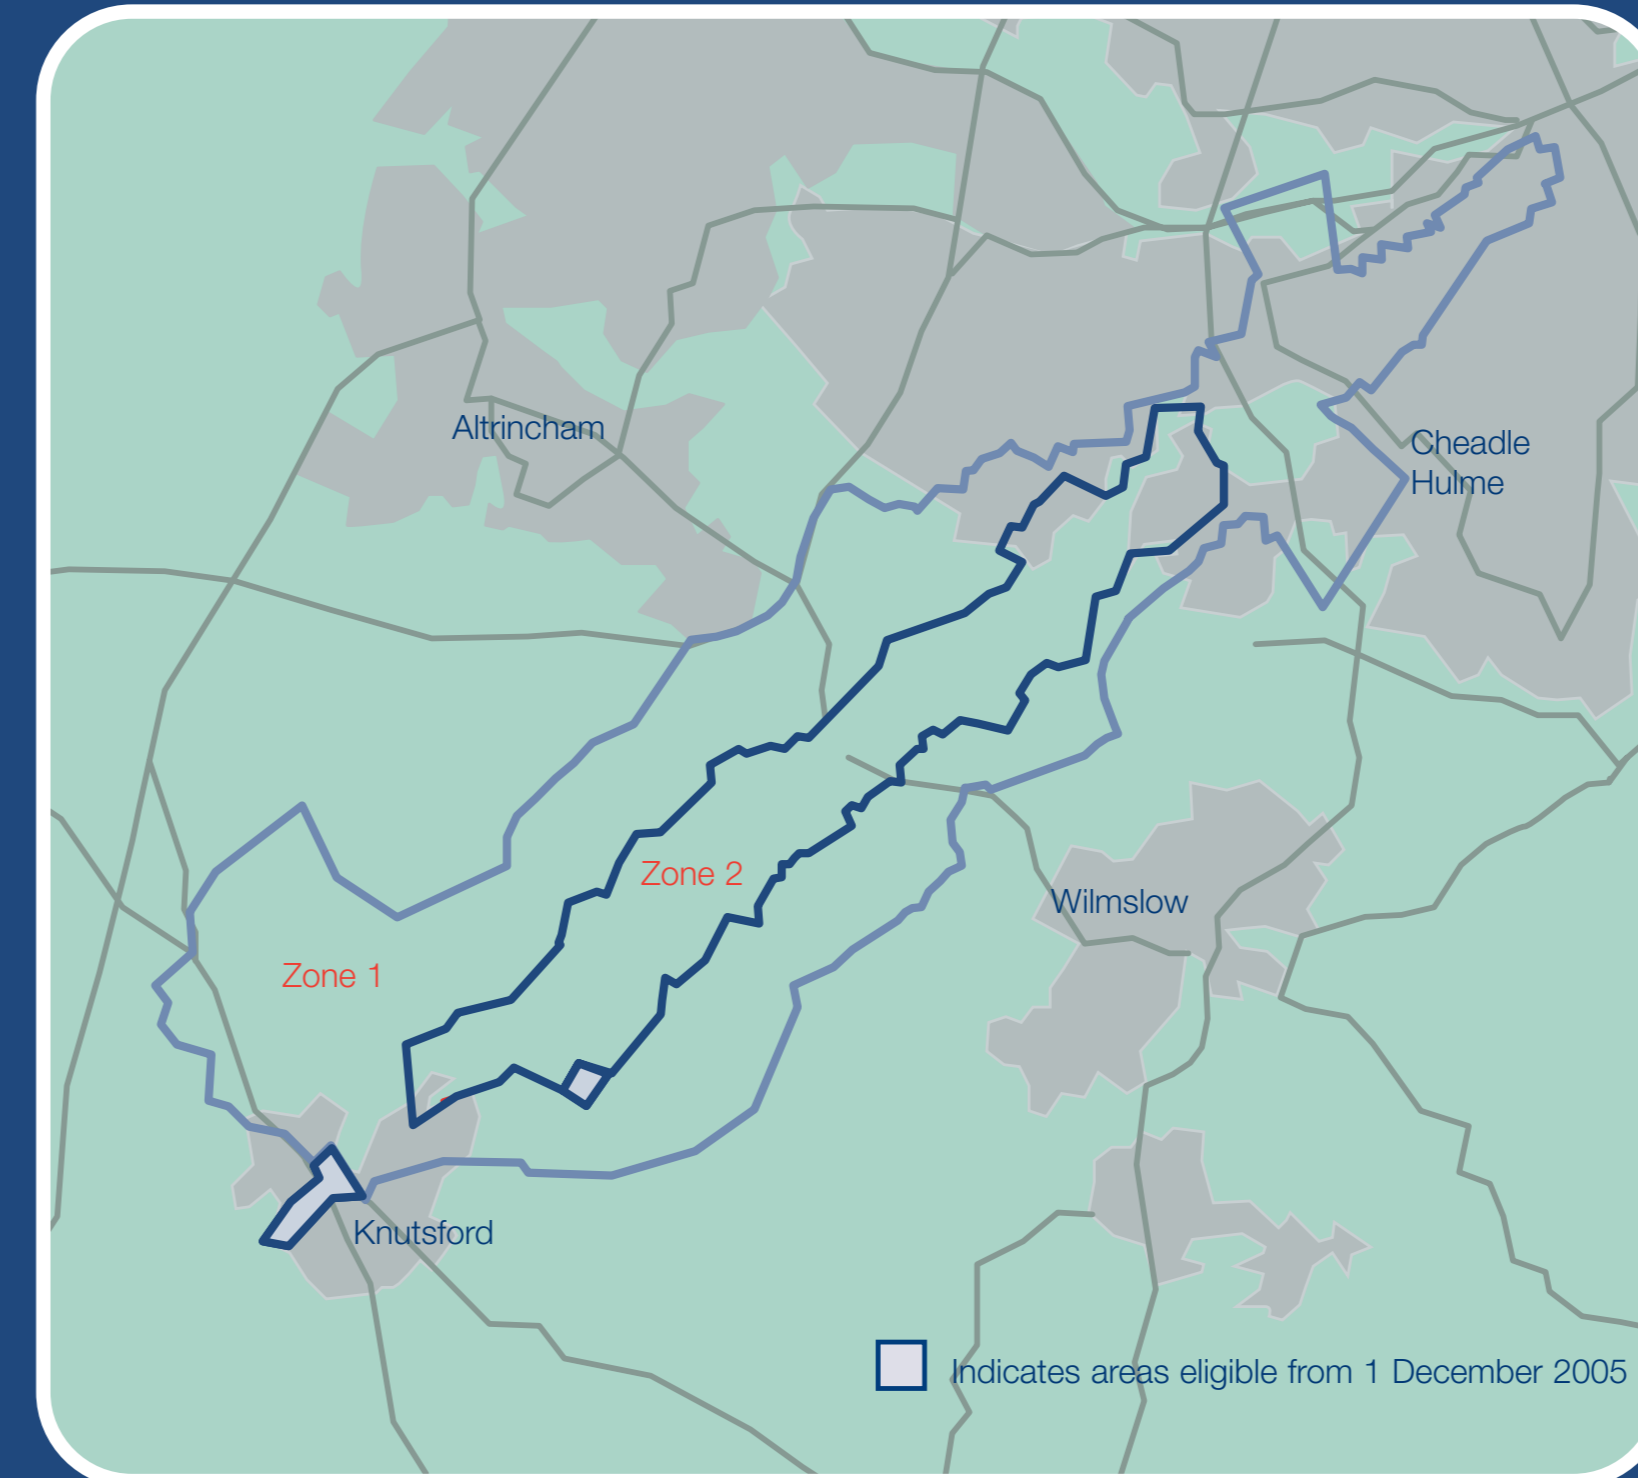 Altrincham
Cheadle
Hulme
Zone 2
Wilmslow
Zone 1
Knutsford
Indicates areas eligible from 1 December 2005